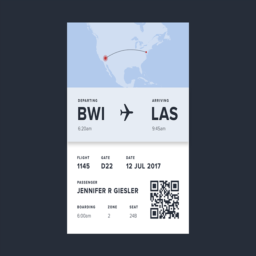 DEPARTING ARRIVING
BWI LAS
6:20am 9:45am
FLIGHT GATE DATE
1145 D22 12 JUL 2017
PASSENGER
JENNIFER R GIESLER
BOARDING ZONE SEAT
6:00am 2 24B